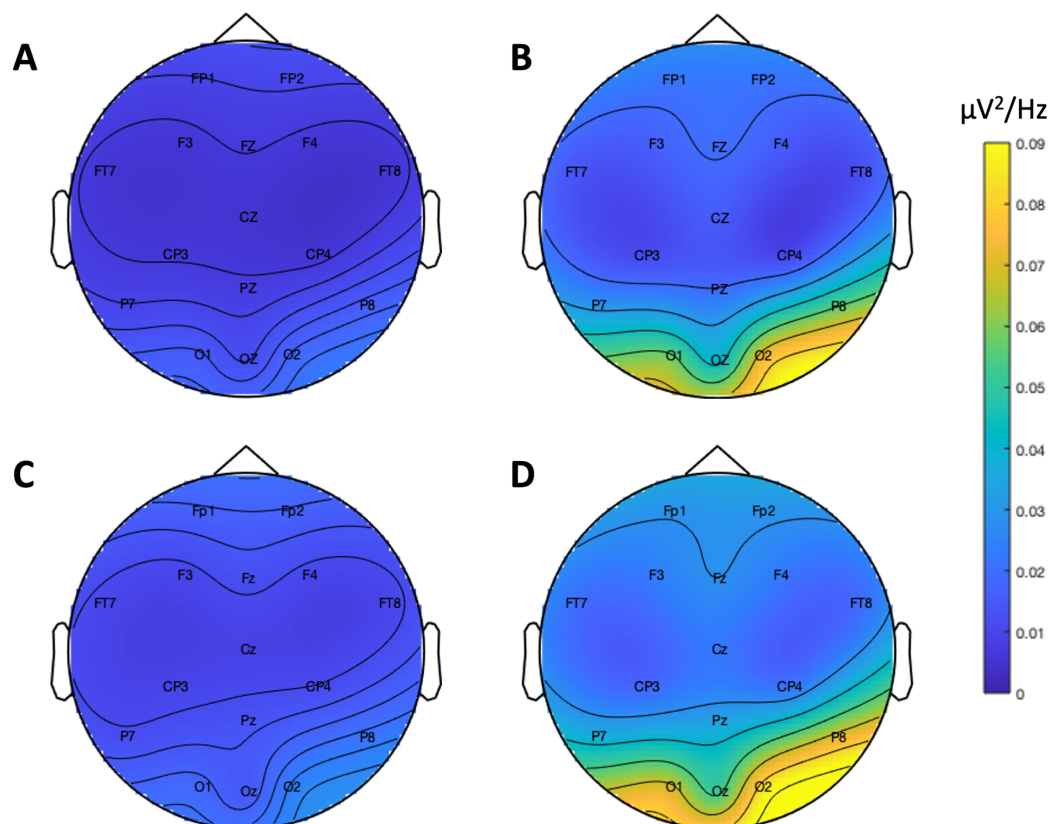 A
FP1 FP2
F3 FZ F4
FT7 FT8
CZ
CP3 CP4
PZ
P7 P8
O1 OZ O2
B
FP1 FP2
F3 FZ F4
FT7 FT8
CZ
CP3 CP4
PZ
P7 P8
O1 OZ O2
µV²/Hz
0.09
0.08
0.07
0.06
0.05
0.04
0.03
0.02
0.01
0
C
Fp1 Fp2
F3 Fz F4
FT7 FT8
Cz
CP3 CP4
Pz
P7 P8
O1 Oz O2
D
Fp1 Fp2
F3 Fz F4
FT7 FT8
Cz
CP3 CP4
Pz
P7 P8
O1 Oz O2